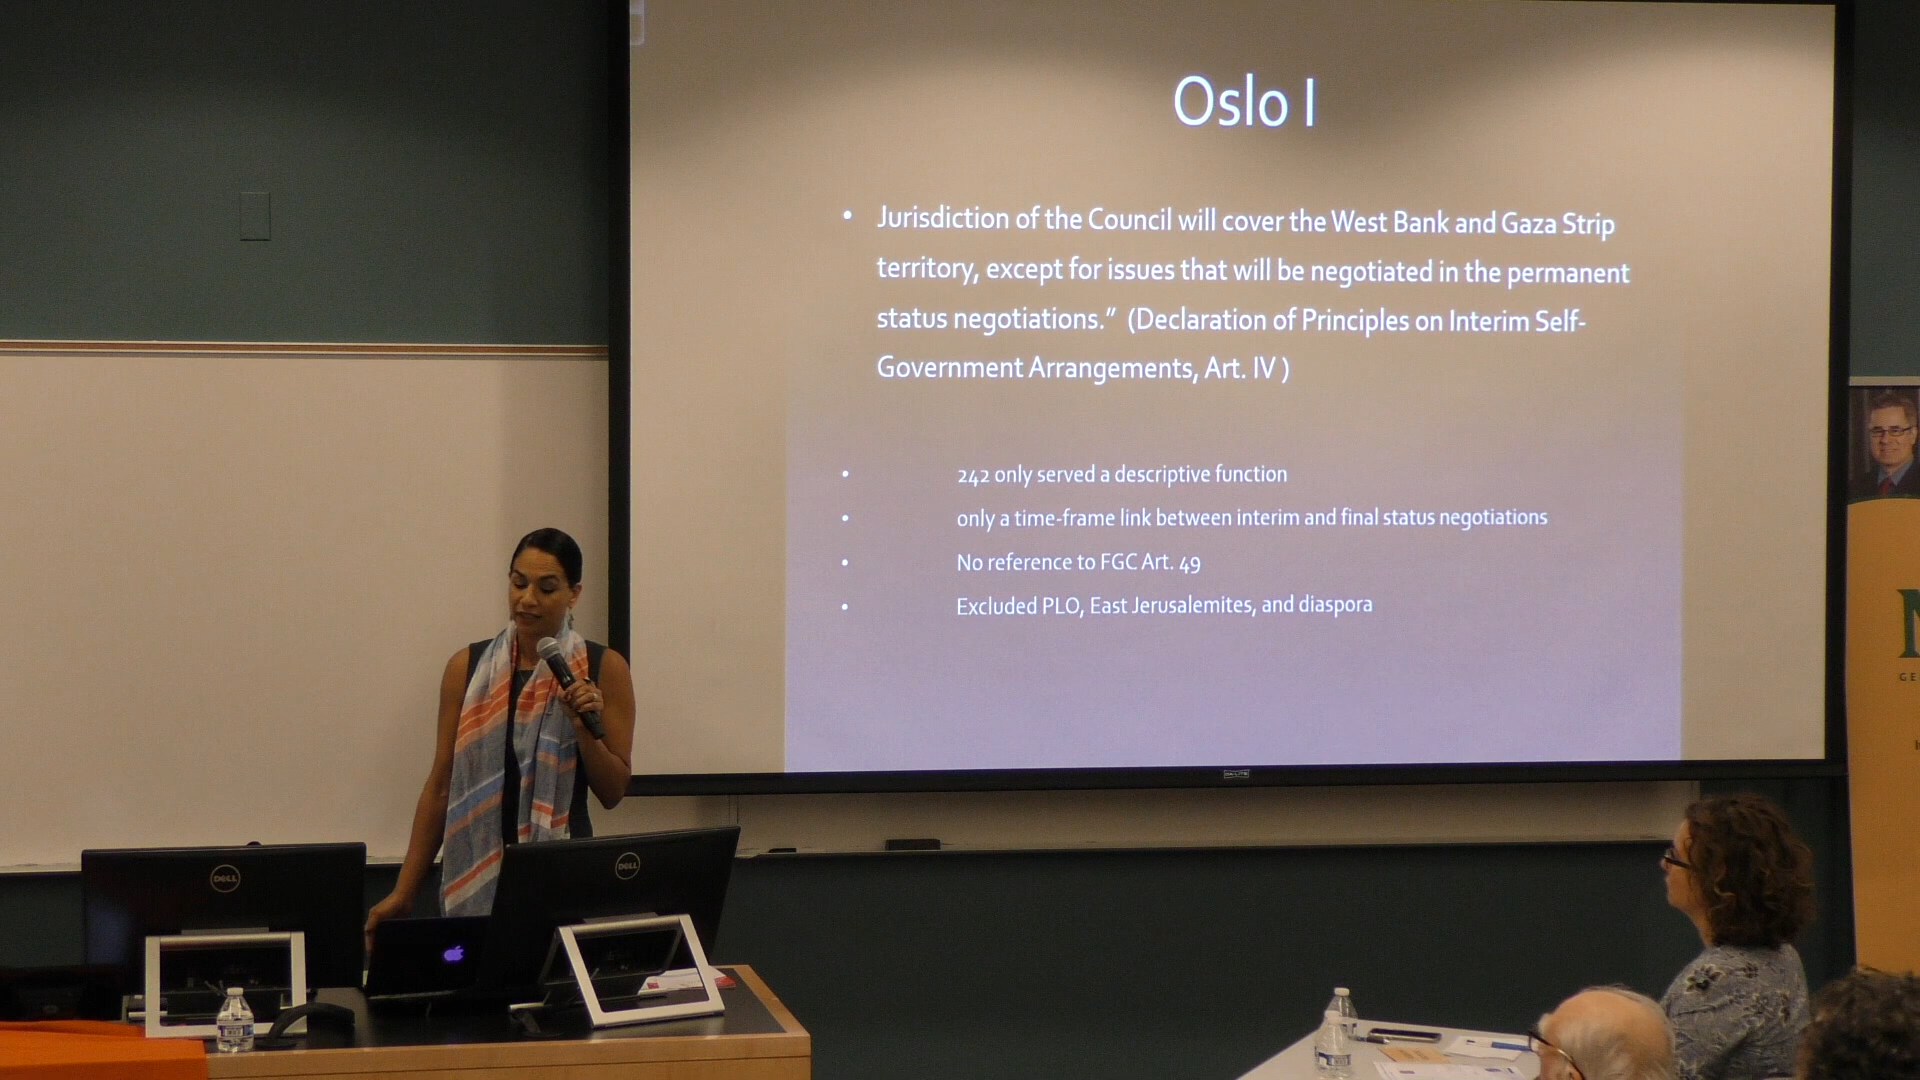 Oslo I
• Jurisdiction of the Council will cover the West Bank and Gaza Strip
territory, except for issues that will be negotiated in the permanent
status negotiations.” (Declaration of Principles on Interim Self-
Government Arrangements, Art. IV )
• 242 only served a descriptive function
• only a time-frame link between interim and final status negotiations
• No reference to FGC Art. 49
• Excluded PLO, East Jerusalemites, and diaspora
DA-LITE
DELL
DELL
GE